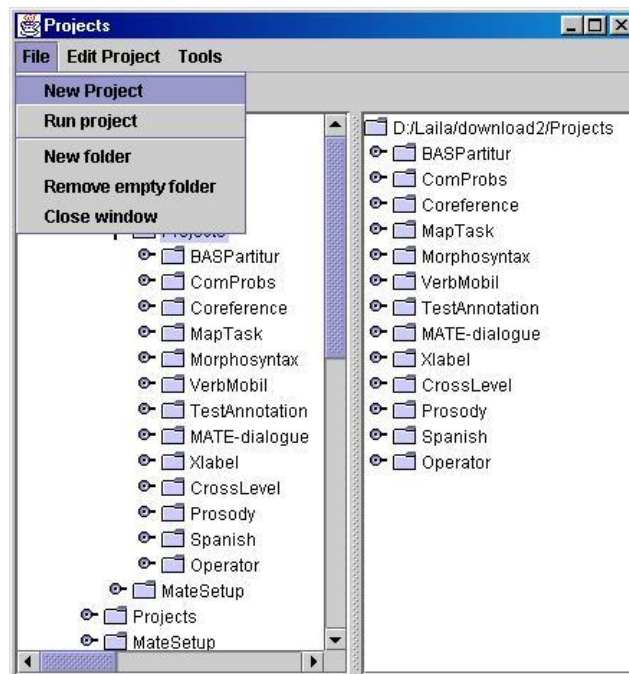 Projects
File Edit Project Tools
New Project
Run project
New folder
Remove empty folder
Close window
Projects
BASPartitur
ComProbs
Coreference
MapTask
Morphosyntax
VerbMobil
TestAnnotation
MATE-dialogue
Xlabel
CrossLevel
Prosody
Spanish
Operator
MateSetup
Projects
MateSetup
D:/Laila/download2/Projects
BASPartitur
ComProbs
Coreference
MapTask
Morphosyntax
VerbMobil
TestAnnotation
MATE-dialogue
Xlabel
CrossLevel
Prosody
Spanish
Operator